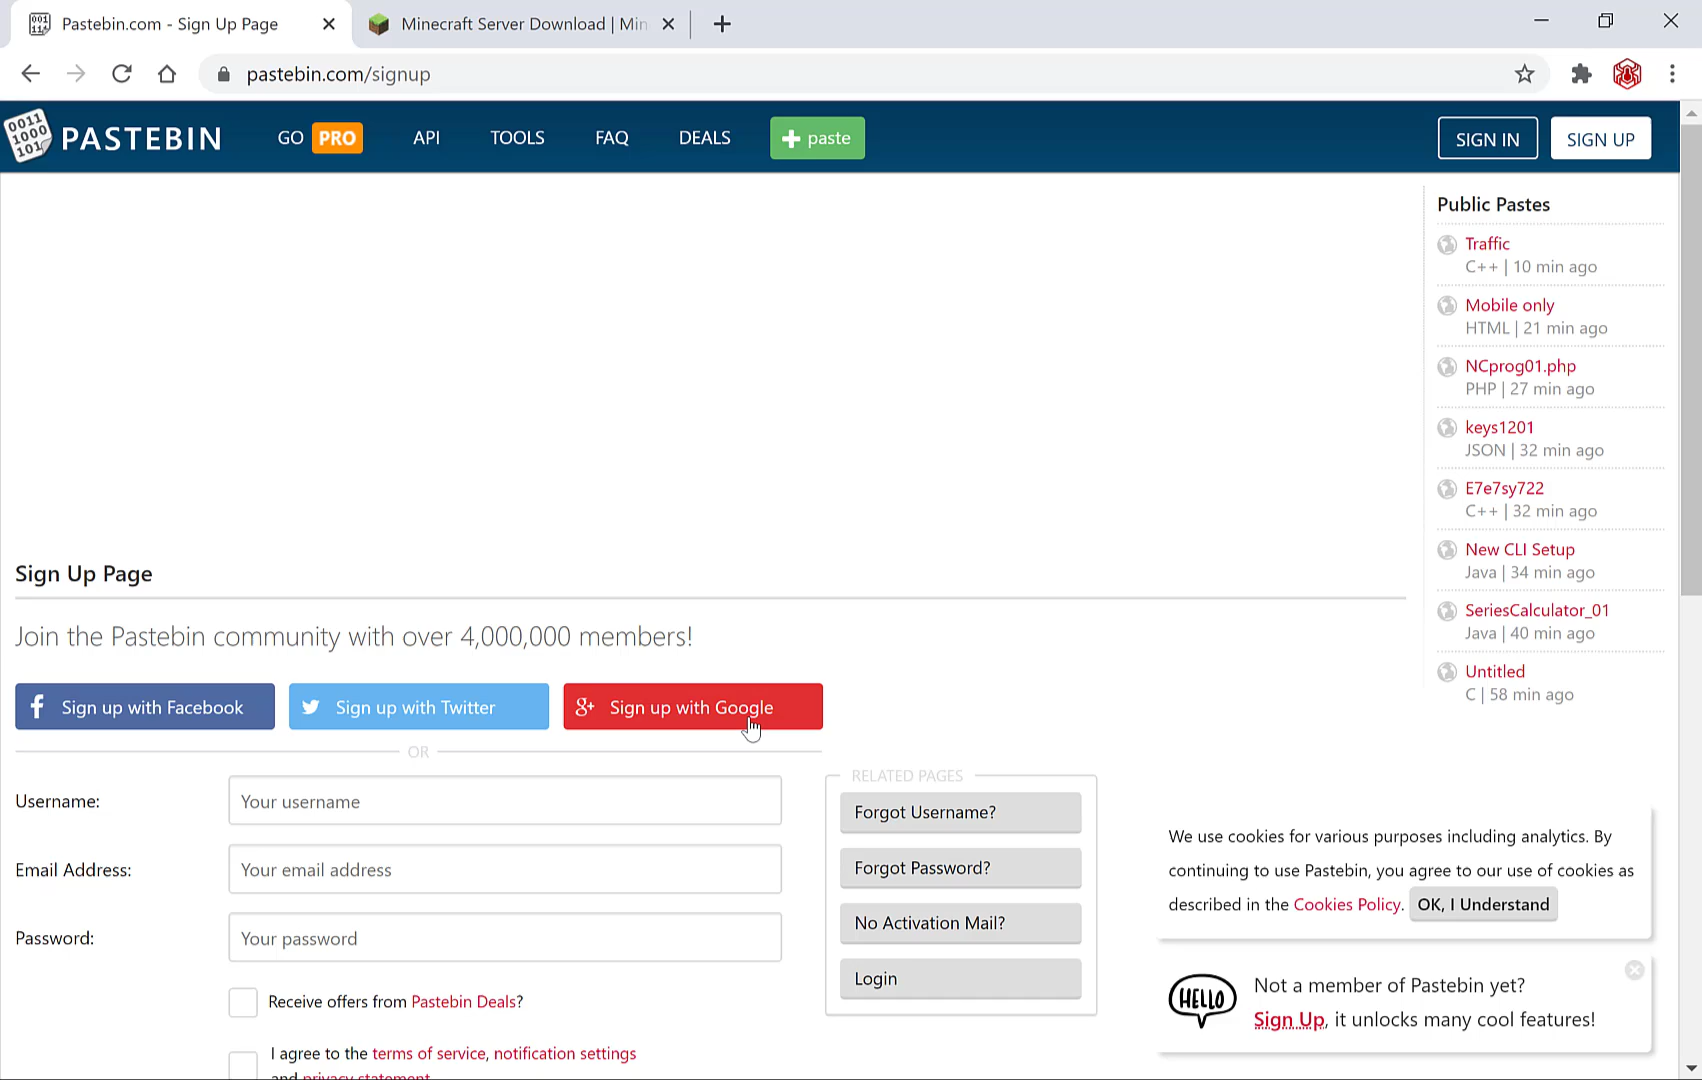 Pastebin.com - Sign Up Page
Minecraft Server Download | Min
pastebin.com/signup
0011
1000
101
PASTEBIN
GO PRO
API
TOOLS
FAQ
DEALS
paste
SIGN IN
SIGN UP
Public Pastes
Traffic
C++ | 10 min ago
Mobile only
HTML | 21 min ago
NCprog01.php
PHP | 27 min ago
keys1201
JSON | 32 min ago
E7e7sy722
C++ | 32 min ago
New CLI Setup
Java | 34 min ago
SeriesCalculator_01
Java | 40 min ago
Untitled
C | 58 min ago
Sign Up Page
Join the Pastebin community with over 4,000,000 members!
Sign up with Facebook
Sign up with Twitter
Sign up with Google
OR
Username:
Your username
Email Address:
Your email address
Password:
Your password
Receive offers from Pastebin Deals?
I agree to the terms of service, notification settings
and privacy statement
RELATED PAGES
Forgot Username?
Forgot Password?
No Activation Mail?
Login
We use cookies for various purposes including analytics. By
continuing to use Pastebin, you agree to our use of cookies as
described in the Cookies Policy. OK, I Understand
HELLO
Not a member of Pastebin yet?
Sign Up, it unlocks many cool features!